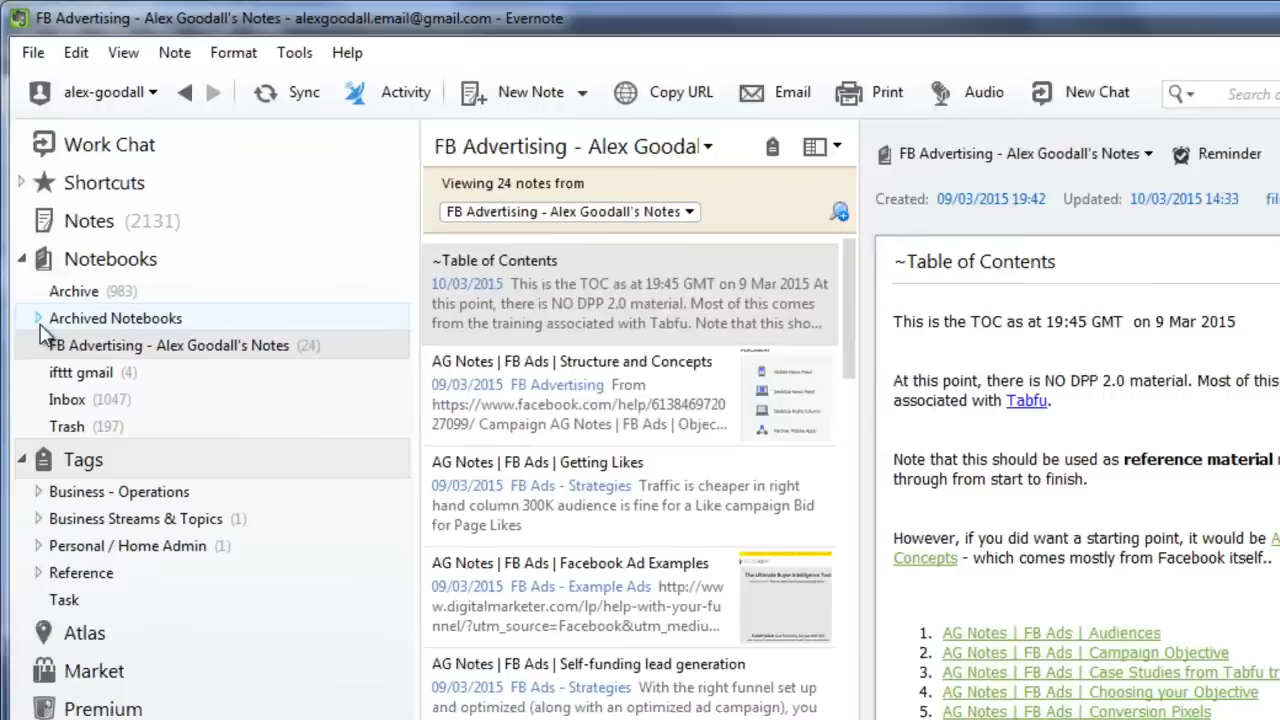 FB Advertising - Alex Goodall's Notes - alexgoodall.email@gmail.com - Evernote
File Edit View Note Format Tools Help
alex-goodall Sync Activity New Note Copy URL Email Print Audio New Chat Search
Work Chat
Shortcuts
Notes (2131)
Notebooks
Archive (983)
Archived Notebooks
FB Advertising - Alex Goodall's Notes (24)
ifttt gmail (4)
Inbox (1047)
Trash (197)
Tags
Business - Operations
Business Streams & Topics (1)
Personal / Home Admin (1)
Reference
Task
Atlas
Market
Premium
FB Advertising - Alex Goodal
Viewing 24 notes from
FB Advertising - Alex Goodall's Notes
~Table of Contents
10/03/2015 This is the TOC as at 19:45 GMT on 9 Mar 2015 At
this point, there is NO DPP 2.0 material. Most of this comes
from the training associated with Tabfu. Note that this sho...
AG Notes | FB Ads | Structure and Concepts
09/03/2015 FB Advertising From
https://www.facebook.com/help/6138469720
27099/ Campaign AG Notes | FB Ads | Objec...
AG Notes | FB Ads | Getting Likes
09/03/2015 FB Ads - Strategies Traffic is cheaper in right
hand column 300K audience is fine for a Like campaign Bid
for Page Likes
AG Notes | FB Ads | Facebook Ad Examples
09/03/2015 FB Ads - Example Ads http://ww
w.digitalmarketer.com/lp/help-with-your-fu
nnel/?utm_source=Facebook&utm_mediu...
The Ultimate Buyer Intelligence Tool
AG Notes | FB Ads | Self-funding lead generation
09/03/2015 FB Ads - Strategies With the right funnel set up
and optimized (along with an optimized ad campaign), you
FB Advertising - Alex Goodall's Notes Reminder
Created: 09/03/2015 19:42 Updated: 10/03/2015 14:33 fil
~Table of Contents
This is the TOC as at 19:45 GMT on 9 Mar 2015
At this point, there is NO DPP 2.0 material. Most of this
associated with Tabfu.
Note that this should be used as reference material
through from start to finish.
However, if you did want a starting point, it would be A
Concepts - which comes mostly from Facebook itself..
1. AG Notes | FB Ads | Audiences
2. AG Notes | FB Ads | Campaign Objective
3. AG Notes | FB Ads | Case Studies from Tabfu tr
4. AG Notes | FB Ads | Choosing your Objective
5. AG Notes | FB Ads | Conversion Pixels